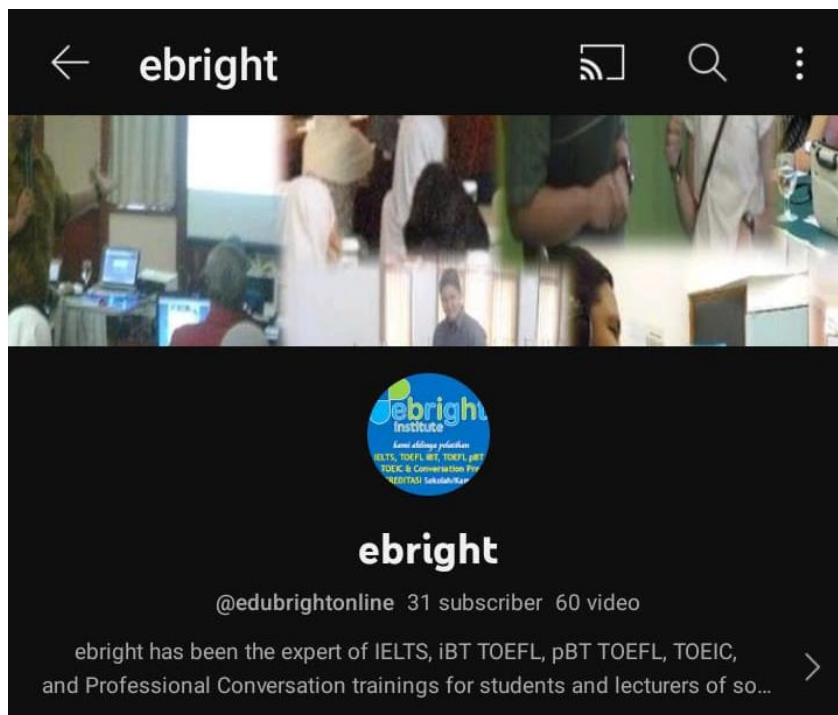 ebright
ebright
institute
kami ahlinya pelatihan
IELTS, TOEFL iBT, TOEFL pBT
TOEIC & Conversation Pre
REDITASI Sekolah/Kam
ebright
@edubrightonline 31 subscriber 60 video
ebright has been the expert of IELTS, iBT TOEFL, pBT TOEFL, TOEIC,
and Professional Conversation trainings for students and lecturers of so...